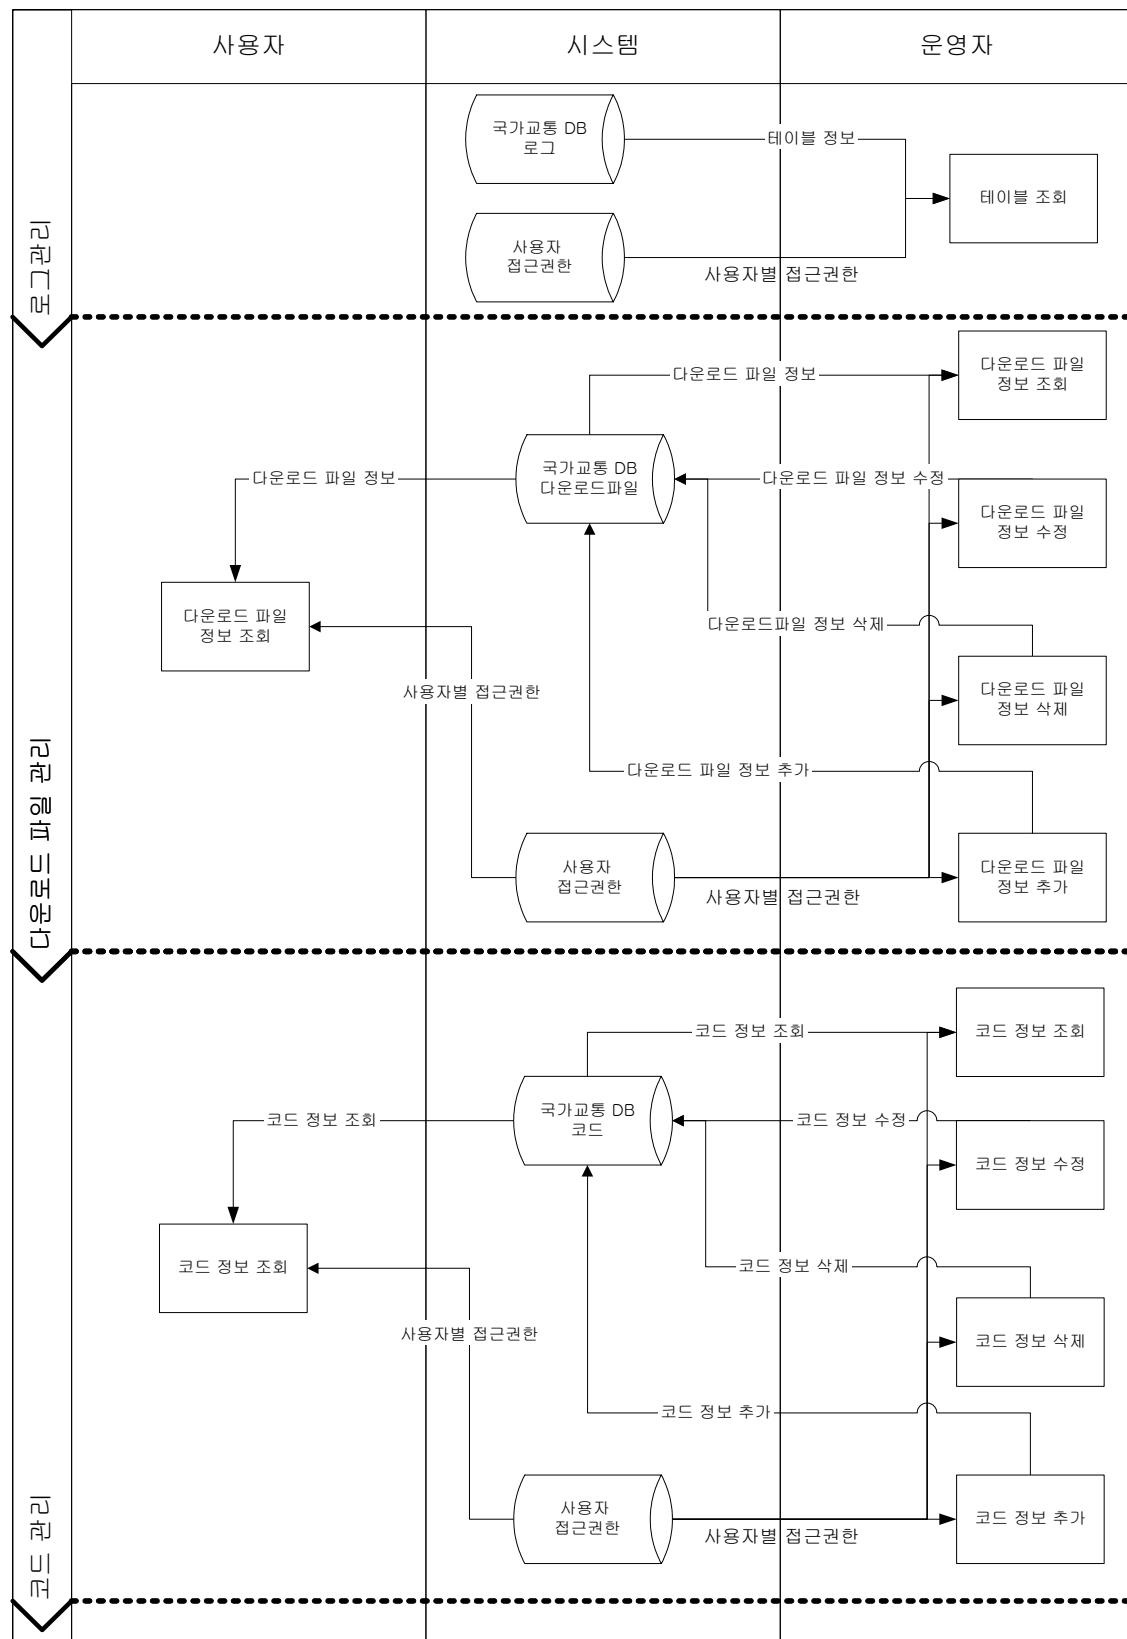 사용자
시스템
운영자
로그관리
국가교통 DB
로그
테이블 정보
테이블 조회
사용자
접근권한
사용자별 접근권한
다운로드 파일 관리
다운로드 파일 정보
다운로드 파일
정보 조회
국가교통 DB
다운로드파일
다운로드 파일 정보
다운로드 파일 정보 수정
다운로드 파일
정보 수정
다운로드 파일
정보 조회
다운로드파일 정보 삭제
다운로드 파일
정보 삭제
사용자별 접근권한
다운로드 파일 정보 추가
사용자
접근권한
사용자별 접근권한
다운로드 파일
정보 추가
코드 관리
코드 정보 조회
코드 정보 조회
국가교통 DB
코드
코드 정보 조회
코드 정보 수정
코드 정보 수정
코드 정보 조회
코드 정보 삭제
코드 정보 삭제
사용자별 접근권한
코드 정보 추가
사용자
접근권한
사용자별 접근권한
코드 정보 추가